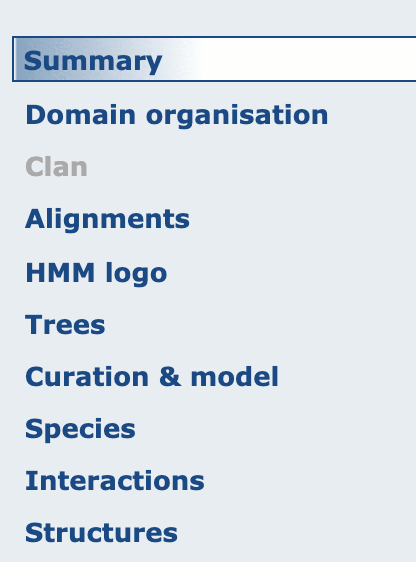 Summary
Domain organisation
Clan
Alignments
HMM logo
Trees
Curation & model
Species
Interactions
Structures